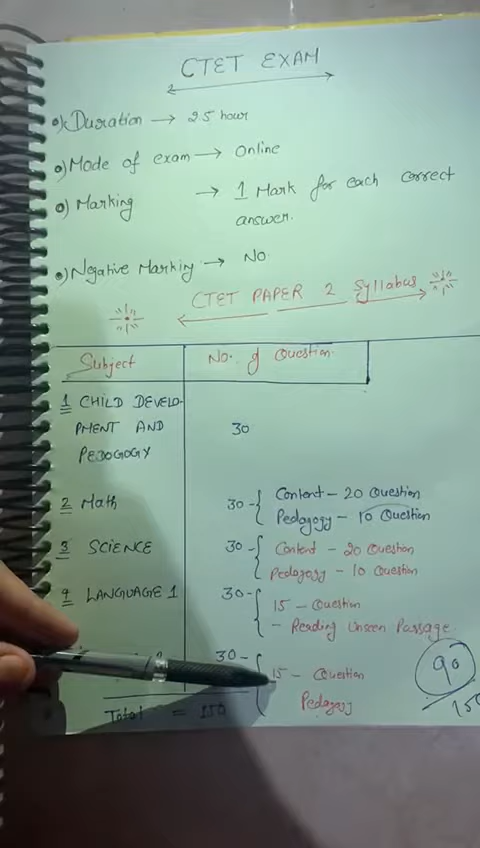 CTET EXAM
Duration → 2.5 hour
Mode of exam → Online
Marking → 1 Mark for each correct
answer.
Negative Marking → No
CTET PAPER 2 Syllabus
Subject No. of Question
1 CHILD DEVELO-
PMENT AND 30
PEDOGOGY
2 Math 30 - { Content - 20 Question
Pedagogy - 10 Question
3 SCIENCE 30 - { Content - 20 Question
Pedagogy - 10 Question
4 LANGUAGE 1 30 - { 15 - Question
- Reading Unseen Passage
30 - { 15 - Question
Pedagogy
Total = 150
90
150